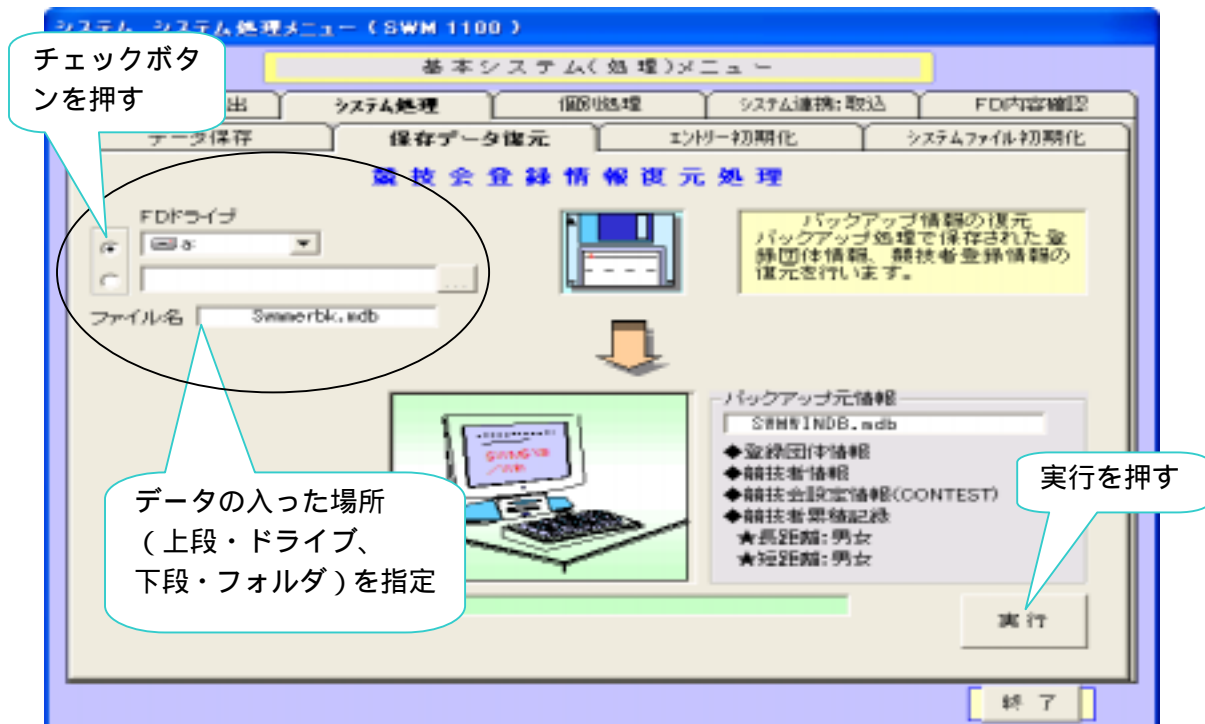 システム システム処理メニュー ( SWM 1100 )
チェックボタ
ンを押す
基本システム(処理)メニュー
出
システム処理
個別処理
システム連携:取込
FD内容確認
データ保存
保存データ復元
エントリー初期化
システムファイル初期化
競技会登録情報復元処理
FDドライブ
a:
...
ファイル名
Swmmerbk.mdb
バックアップ情報の復元
バックアップ処理で保存された登
録団体情報、競技者登録情報の
復元を行います。
バックアップ元情報
SWMWINDB.mdb
◆登録団体情報
◆競技者情報
◆競技会設定情報(CONTEST)
◆競技者累積記録
★長距離:男女
★短距離:男女
データの入った場所
(上段・ドライブ、
下段・フォルダ)を指定
実行を押す
実行
終了